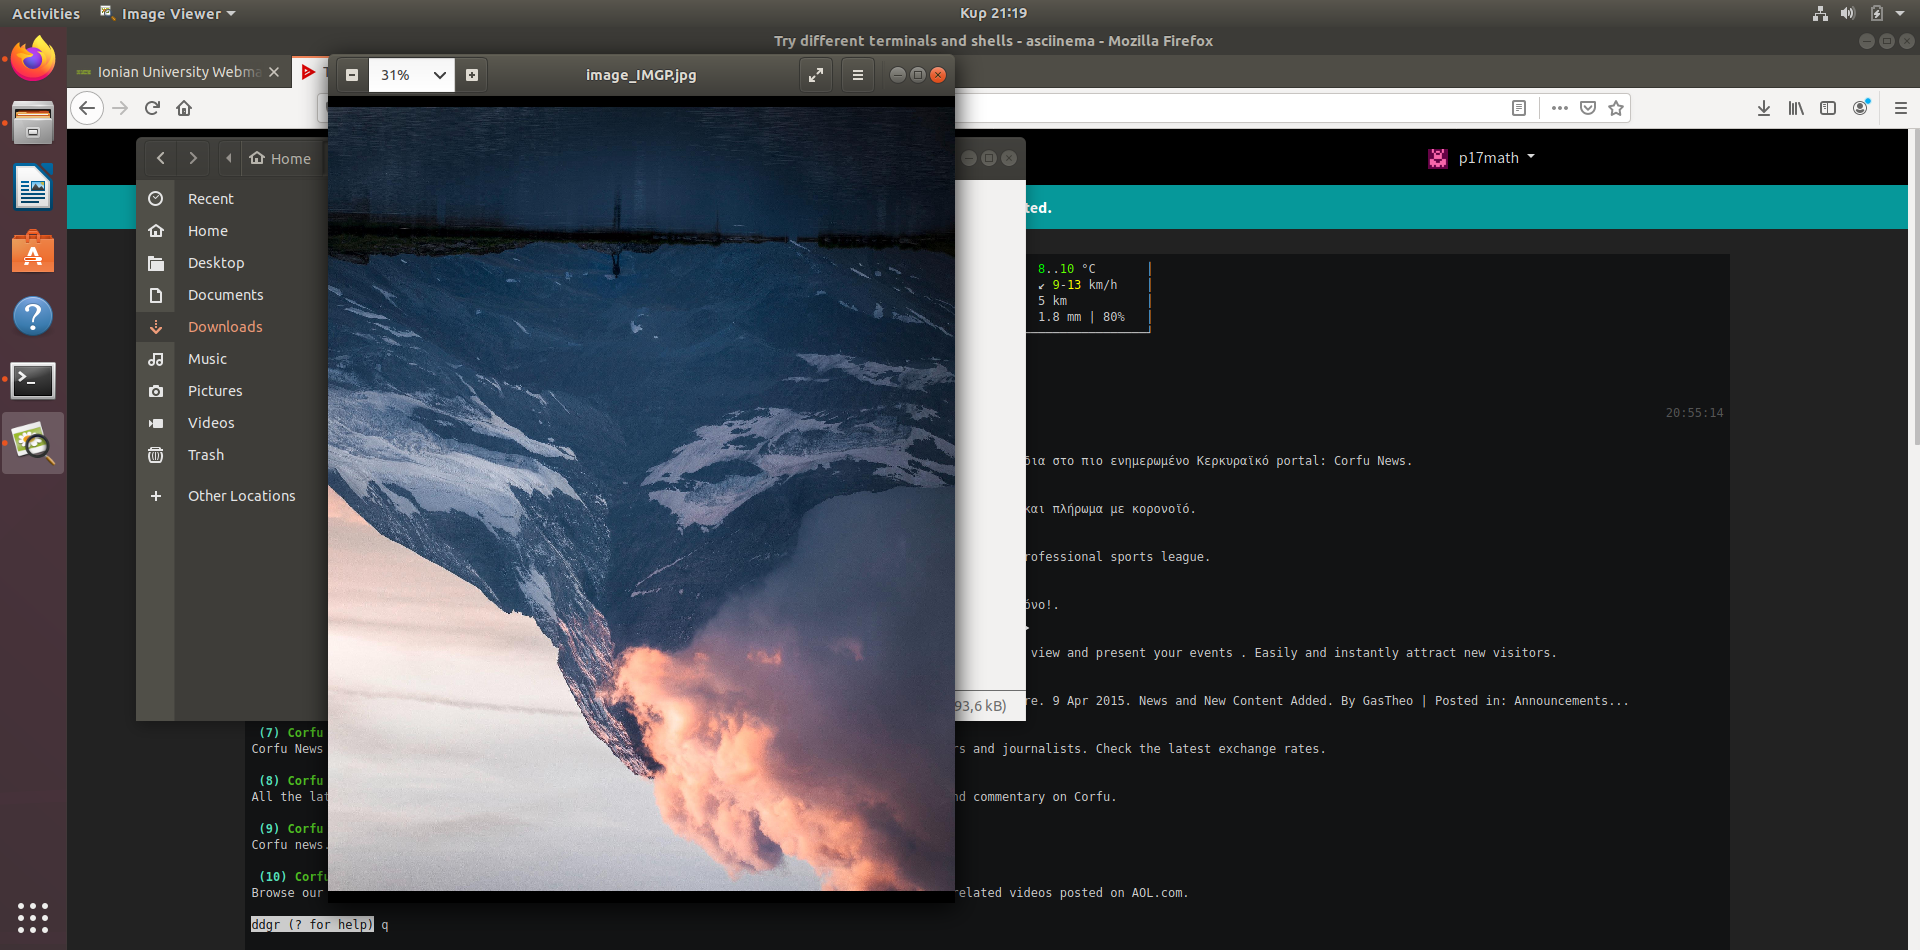 Activities
Image Viewer
Κυρ 21:19
Try different terminals and shells - asciinema - Mozilla Firefox
Ionian University Webma
31%
image_IMGP.jpg
p17math
Home
Recent
Home
Desktop
Documents
Downloads
Music
Pictures
Videos
Trash
Other Locations
93,6 kB)
ted.
8..10 °C
↙ 9-13 km/h
5 km
1.8 mm | 80%
20:55:14
δια στο πιο ενημερωμένο Κερκυραϊκό portal: Corfu News.
και πλήρωμα με κορονοϊό.
rofessional sports league.
όνο!.
view and present your events . Easily and instantly attract new visitors.
re. 9 Apr 2015. News and New Content Added. By GasTheo | Posted in: Announcements...
(7) Corfu
Corfu News rs and journalists. Check the latest exchange rates.
(8) Corfu
All the lat nd commentary on Corfu.
(9) Corfu
Corfu news.
(10) Corfu
Browse our related videos posted on AOL.com.
ddgr (? for help) q